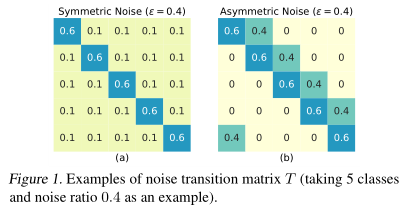 Symmetric Noise (ε = 0.4)
0.6 0.1 0.1 0.1 0.1
0.1 0.6 0.1 0.1 0.1
0.1 0.1 0.6 0.1 0.1
0.1 0.1 0.1 0.6 0.1
0.1 0.1 0.1 0.1 0.6
(a)
Asymmetric Noise (ε = 0.4)
0.6 0.4 0 0 0
0 0.6 0.4 0 0
0 0 0.6 0.4 0
0 0 0 0.6 0.4
0.4 0 0 0 0.6
(b)
Figure 1. Examples of noise transition matrix T (taking 5 classes
and noise ratio 0.4 as an example).